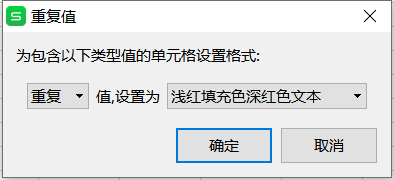 重复值
为包含以下类型值的单元格设置格式:
重复 值,设置为 浅红填充色深红色文本
确定 取消